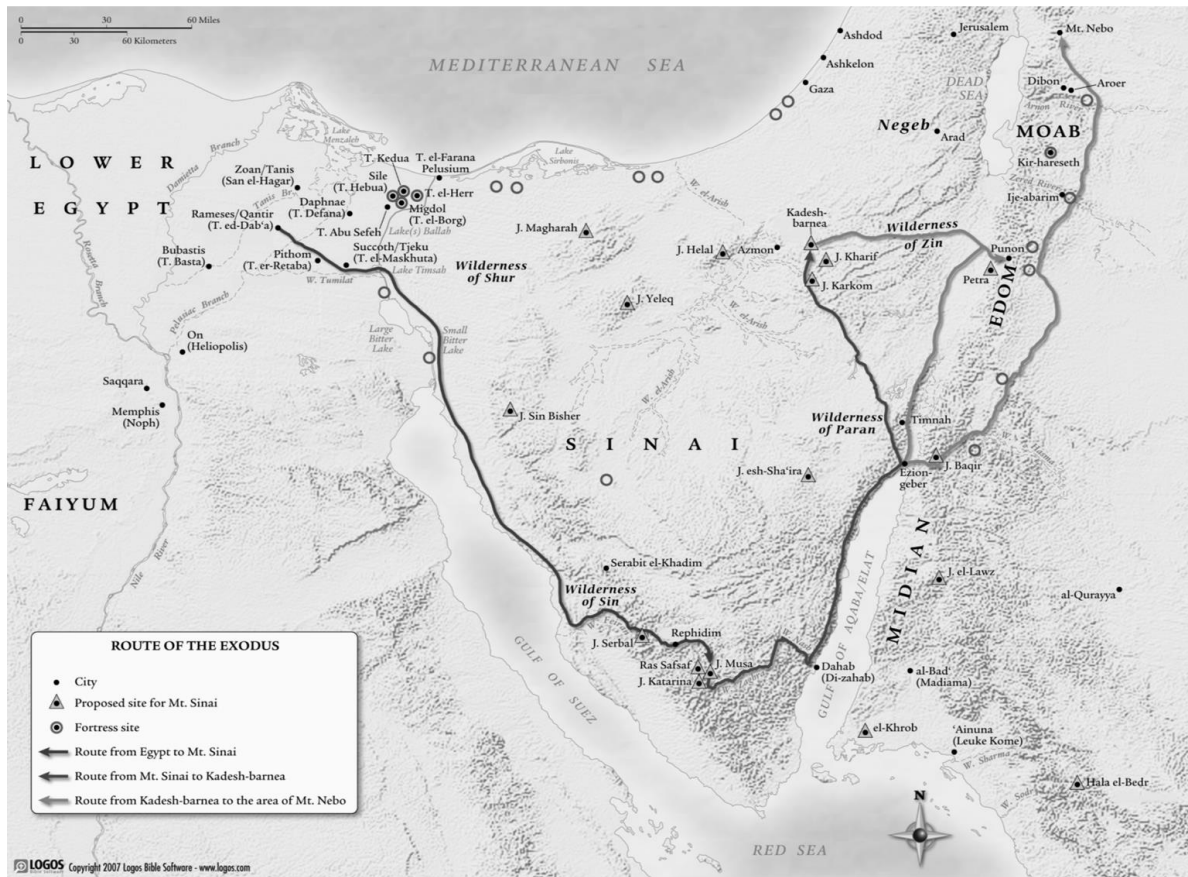 0 30 60 Miles
0 30 60 Kilometers
MEDITERRANEAN SEA
Ashdod
Ashkelon
Gaza
Jerusalem
Mt. Nebo
DEAD
SEA
Dibon
Aroer
Arnon River
Negeb
Arad
MOAB
Kir-hareseth
Zered River
Ije-abarim
LOWER
EGYPT
Damietta Branch
Lake
Menzaleh
Zoan/Tanis
(San el-Hagar)
Tanis Br.
T. Kedua
Sile
(T. Hebua)
T. el-Farana
Pelusium
T. el-Herr
Migdol
(T. el-Borg)
Lake
Sirbonis
Daphnae
(T. Defana)
T. Abu Sefeh
Lake(s) Ballah
Rameses/Qantir
(T. ed-Dab‘a)
Rosetta Branch
Bubastis
(T. Basta)
Pithom
(T. er-Retaba)
Succoth/Tjeku
(T. el-Maskhuta)
W. Tumilat
Lake Timsah
Wilderness
of Shur
J. Magharah
W. el-Arish
J. Helal
Azmon
Kadesh-
barnea
Wilderness
of Zin
J. Kharif
J. Karkom
Punon
Petra
EDOM
J. Yeleq
W. el-Arish
Pelusiac Branch
On
(Heliopolis)
Large
Bitter
Lake
Small
Bitter
Lake
Saqqara
Memphis
(Noph)
J. Sin Bisher
W. el-Arish
SINAI
Wilderness
of Paran
Timnah
J. esh-Sha‘ira
Ezion-
geber
J. Baqir
FAIYUM
Nile River
Serabit el-Khadim
Wilderness
of Sin
J. Serbal
Rephidim
Ras Safsaf
J. Musa
J. Katarina
Dahab
(Di-zahab)
GULF OF SUEZ
GULF OF AQABA/ELAT
MIDIAN
J. el-Lawz
al-Qurayya
al-Bad‘
(Madiama)
el-Khrob
‘Ainuna
(Leuke Kome)
W. Sharma
Hala el-Bedr
RED SEA
N
ROUTE OF THE EXODUS
City
Proposed site for Mt. Sinai
Fortress site
Route from Egypt to Mt. Sinai
Route from Mt. Sinai to Kadesh-barnea
Route from Kadesh-barnea to the area of Mt. Nebo
LOGOS Copyright 2007 Logos Bible Software - www.logos.com